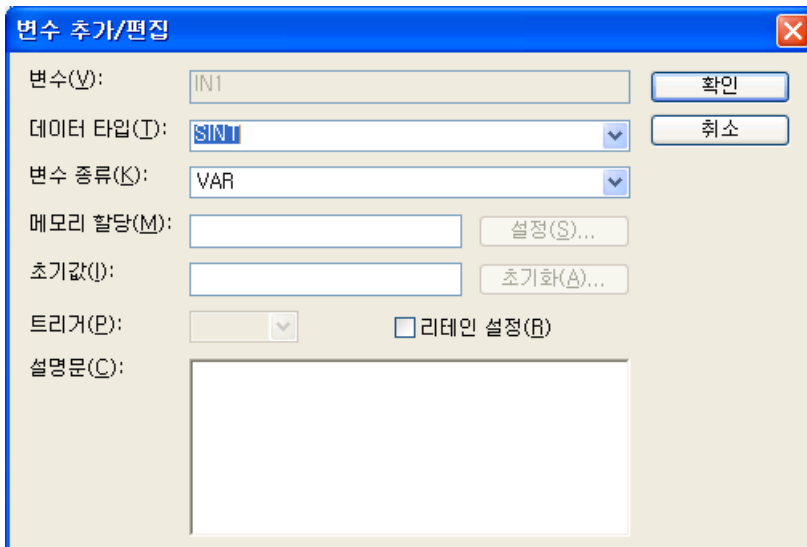 변수 추가/편집
변수(V): IN1 확인
데이터 타입(T): SINT 취소
변수 종류(K): VAR
메모리 할당(M): 설정(S)...
초기값(I): 초기화(A)...
트리거(P): 리테인 설정(R)
설명문(C):